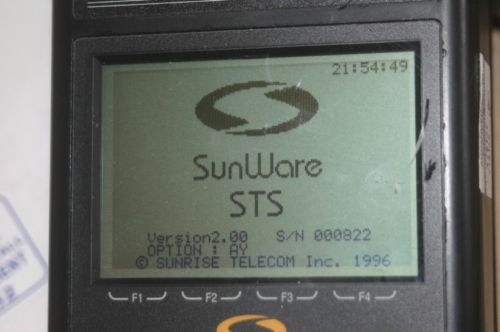 21:54:49
SunWare
STS
Version2.00 S/N 000822
OPTION : AY
© SUNRISE TELECOM Inc. 1996
F1 F2 F3 F4